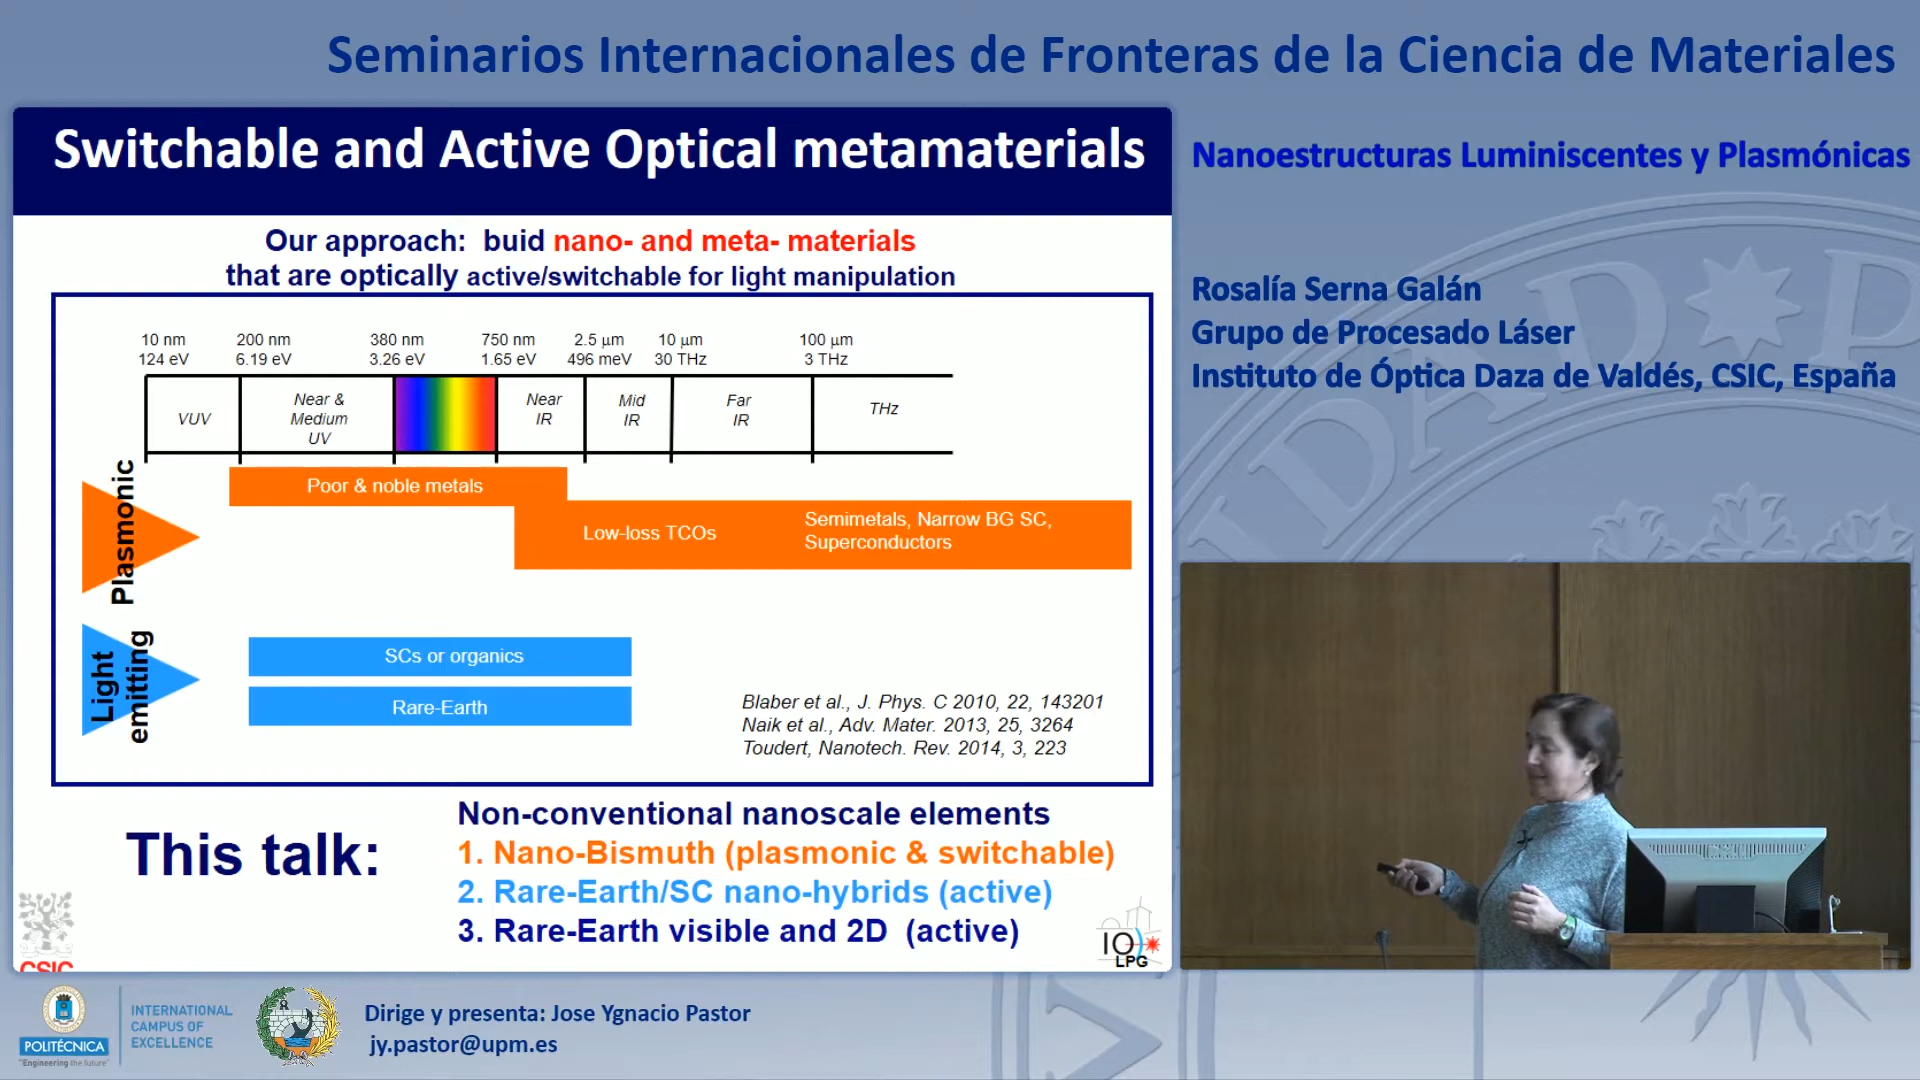 Seminarios Internacionales de Fronteras de la Ciencia de Materiales
Switchable and Active Optical metamaterials
Our approach: buid nano- and meta- materials
that are optically active/switchable for light manipulation
10 nm 200 nm 380 nm 750 nm 2.5 µm 10 µm 100 µm
124 eV 6.19 eV 3.26 eV 1.65 eV 496 meV 30 THz 3 THz
VUV
Near &
Medium
UV
Near
IR
Mid
IR
Far
IR
THz
Plasmonic
Poor & noble metals
Low-loss TCOs
Semimetals, Narrow BG SC,
Superconductors
Light
emitting
SCs or organics
Rare-Earth
Blaber et al., J. Phys. C 2010, 22, 143201
Naik et al., Adv. Mater. 2013, 25, 3264
Toudert, Nanotech. Rev. 2014, 3, 223
This talk:
Non-conventional nanoscale elements
1. Nano-Bismuth (plasmonic & switchable)
2. Rare-Earth/SC nano-hybrids (active)
3. Rare-Earth visible and 2D (active)
CSIC
IO
LPG
Nanoestructuras Luminiscentes y Plasmónicas
Rosalía Serna Galán
Grupo de Procesado Láser
Instituto de Óptica Daza de Valdés, CSIC, España
POLITÉCNICA
"Engineering the future"
INTERNATIONAL
CAMPUS OF
EXCELLENCE
Dirige y presenta: Jose Ygnacio Pastor
jy.pastor@upm.es